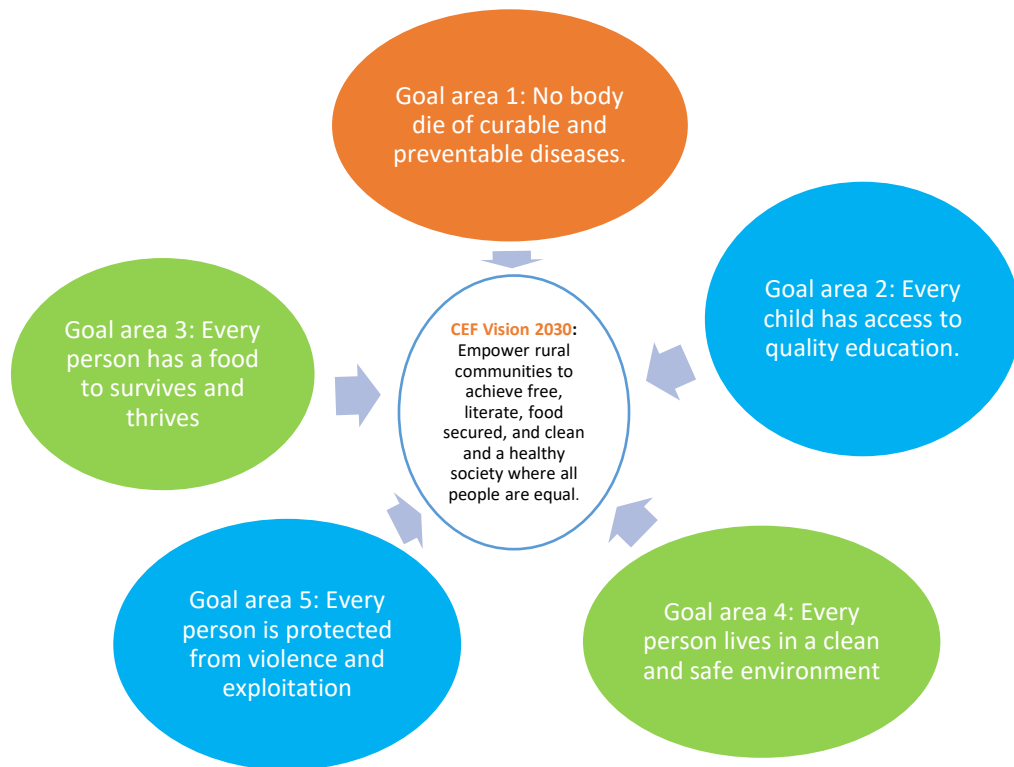 Goal area 1: No body
die of curable and
preventable diseases.
Goal area 2: Every
child has access to
quality education.
Goal area 3: Every
person has a food
to survives and
thrives
CEF Vision 2030:
Empower rural
communities to
achieve free,
literate, food
secured, and clean
and a healthy
society where all
people are equal.
Goal area 5: Every
person is protected
from violence and
exploitation
Goal area 4: Every
person lives in a clean
and safe environment